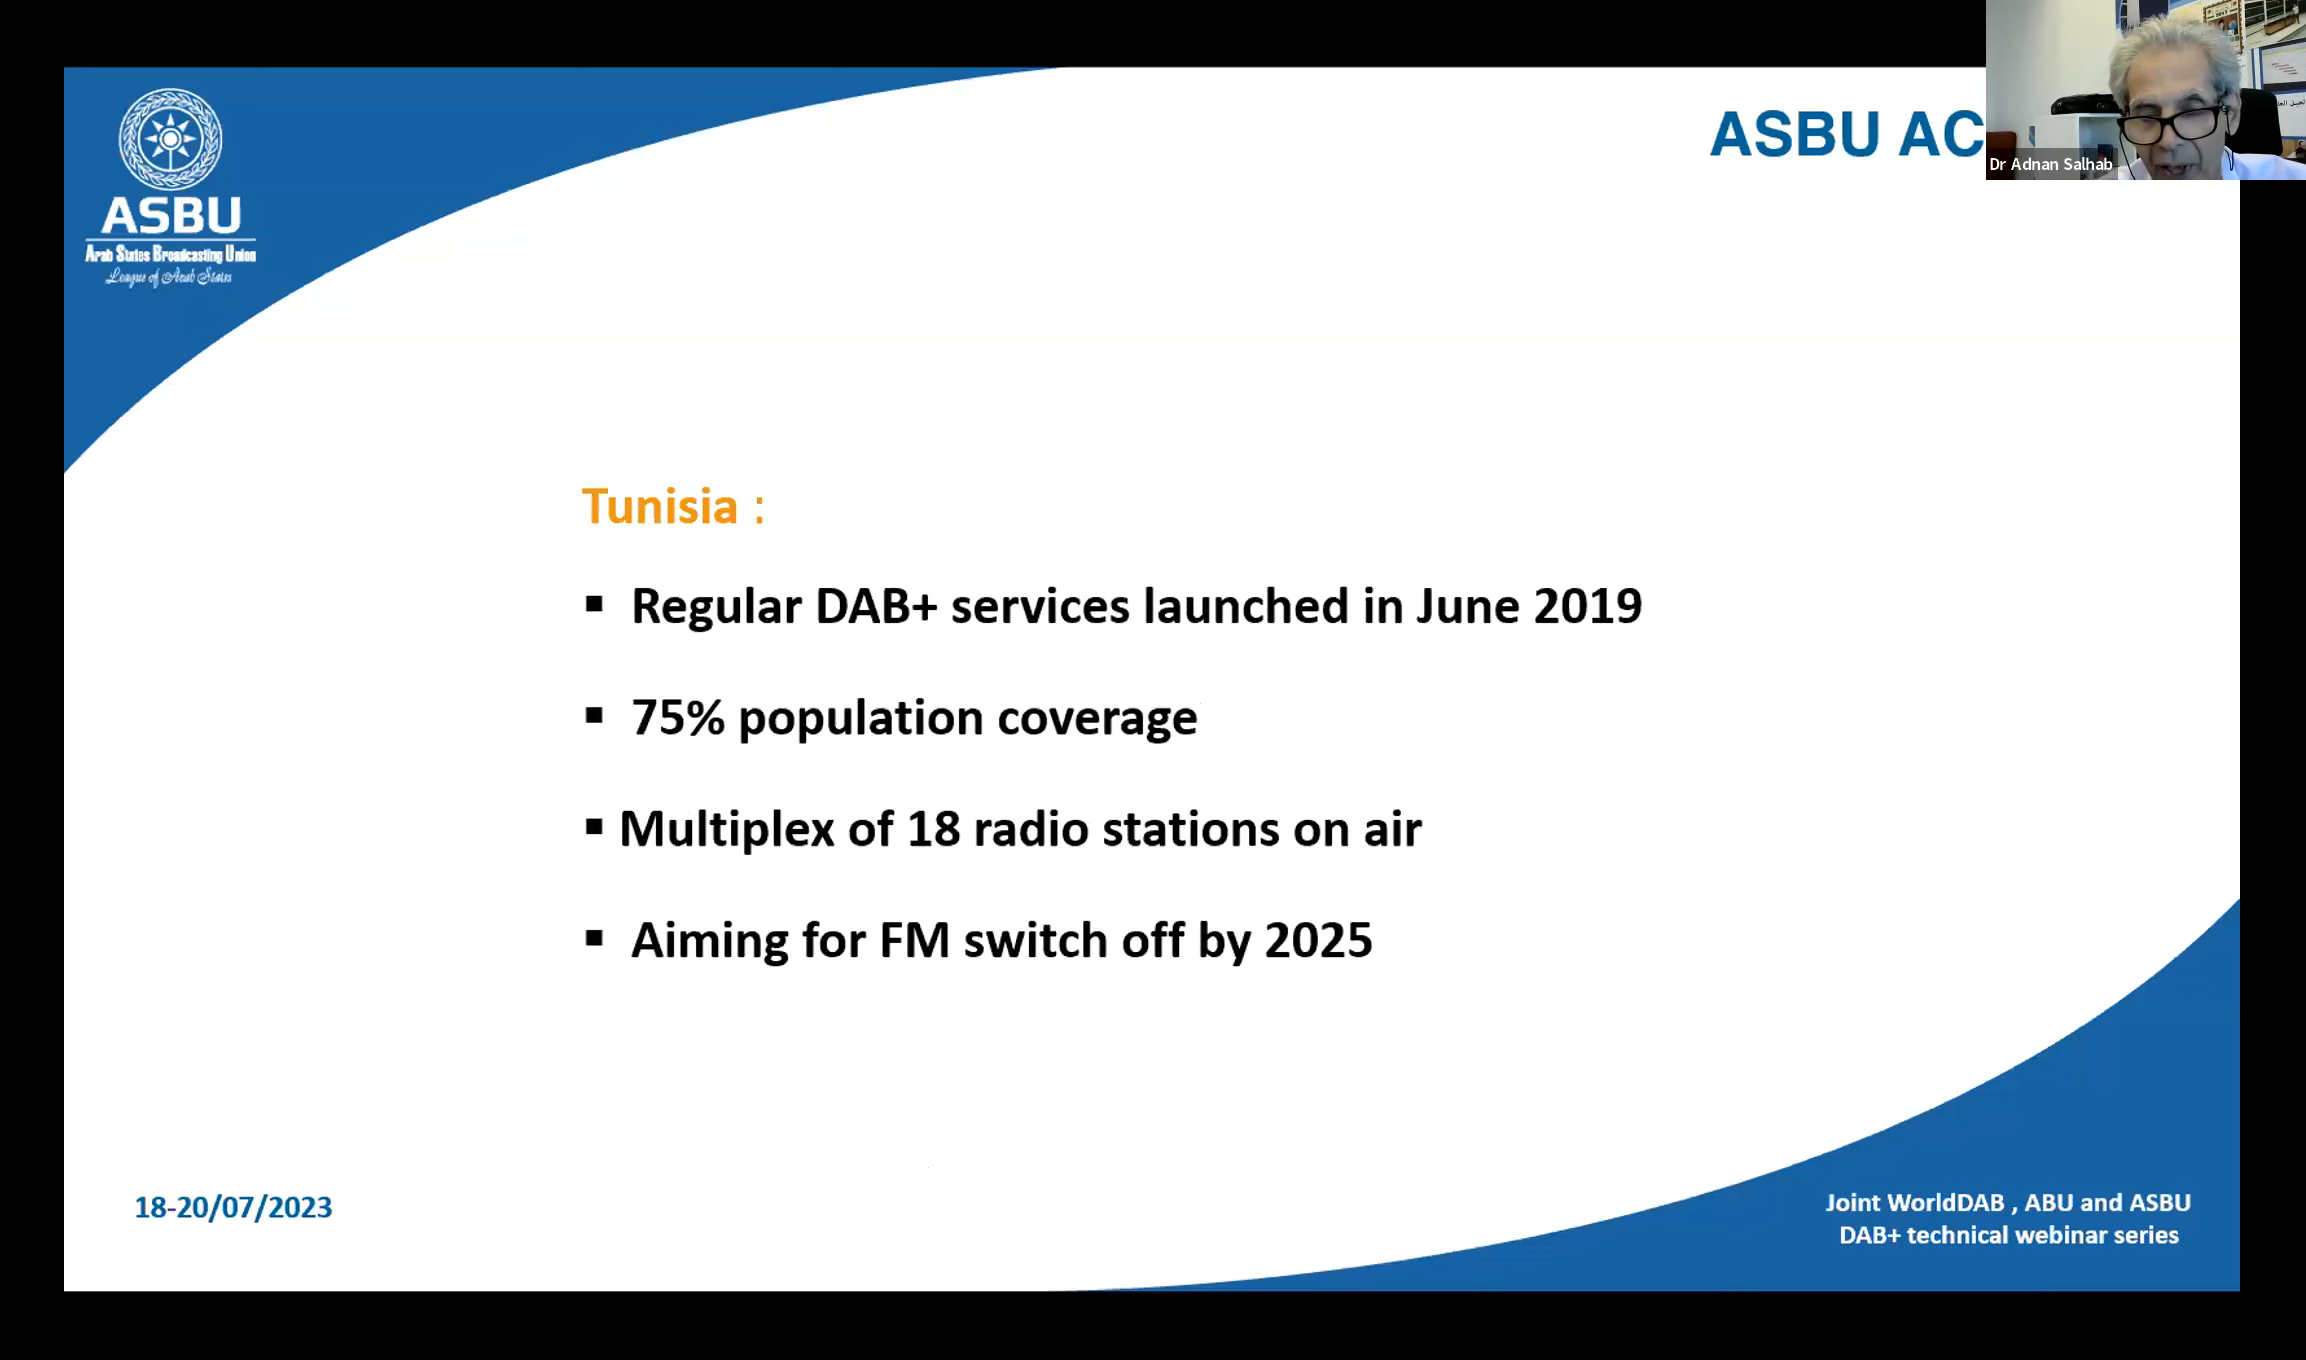 ASBU
Arab States Broadcasting Union
League of Arab States
ASBU AC
Dr Adnan Salhab
Tunisia :
▪ Regular DAB+ services launched in June 2019
▪ 75% population coverage
▪ Multiplex of 18 radio stations on air
▪ Aiming for FM switch off by 2025
18-20/07/2023
Joint WorldDAB , ABU and ASBU
DAB+ technical webinar series